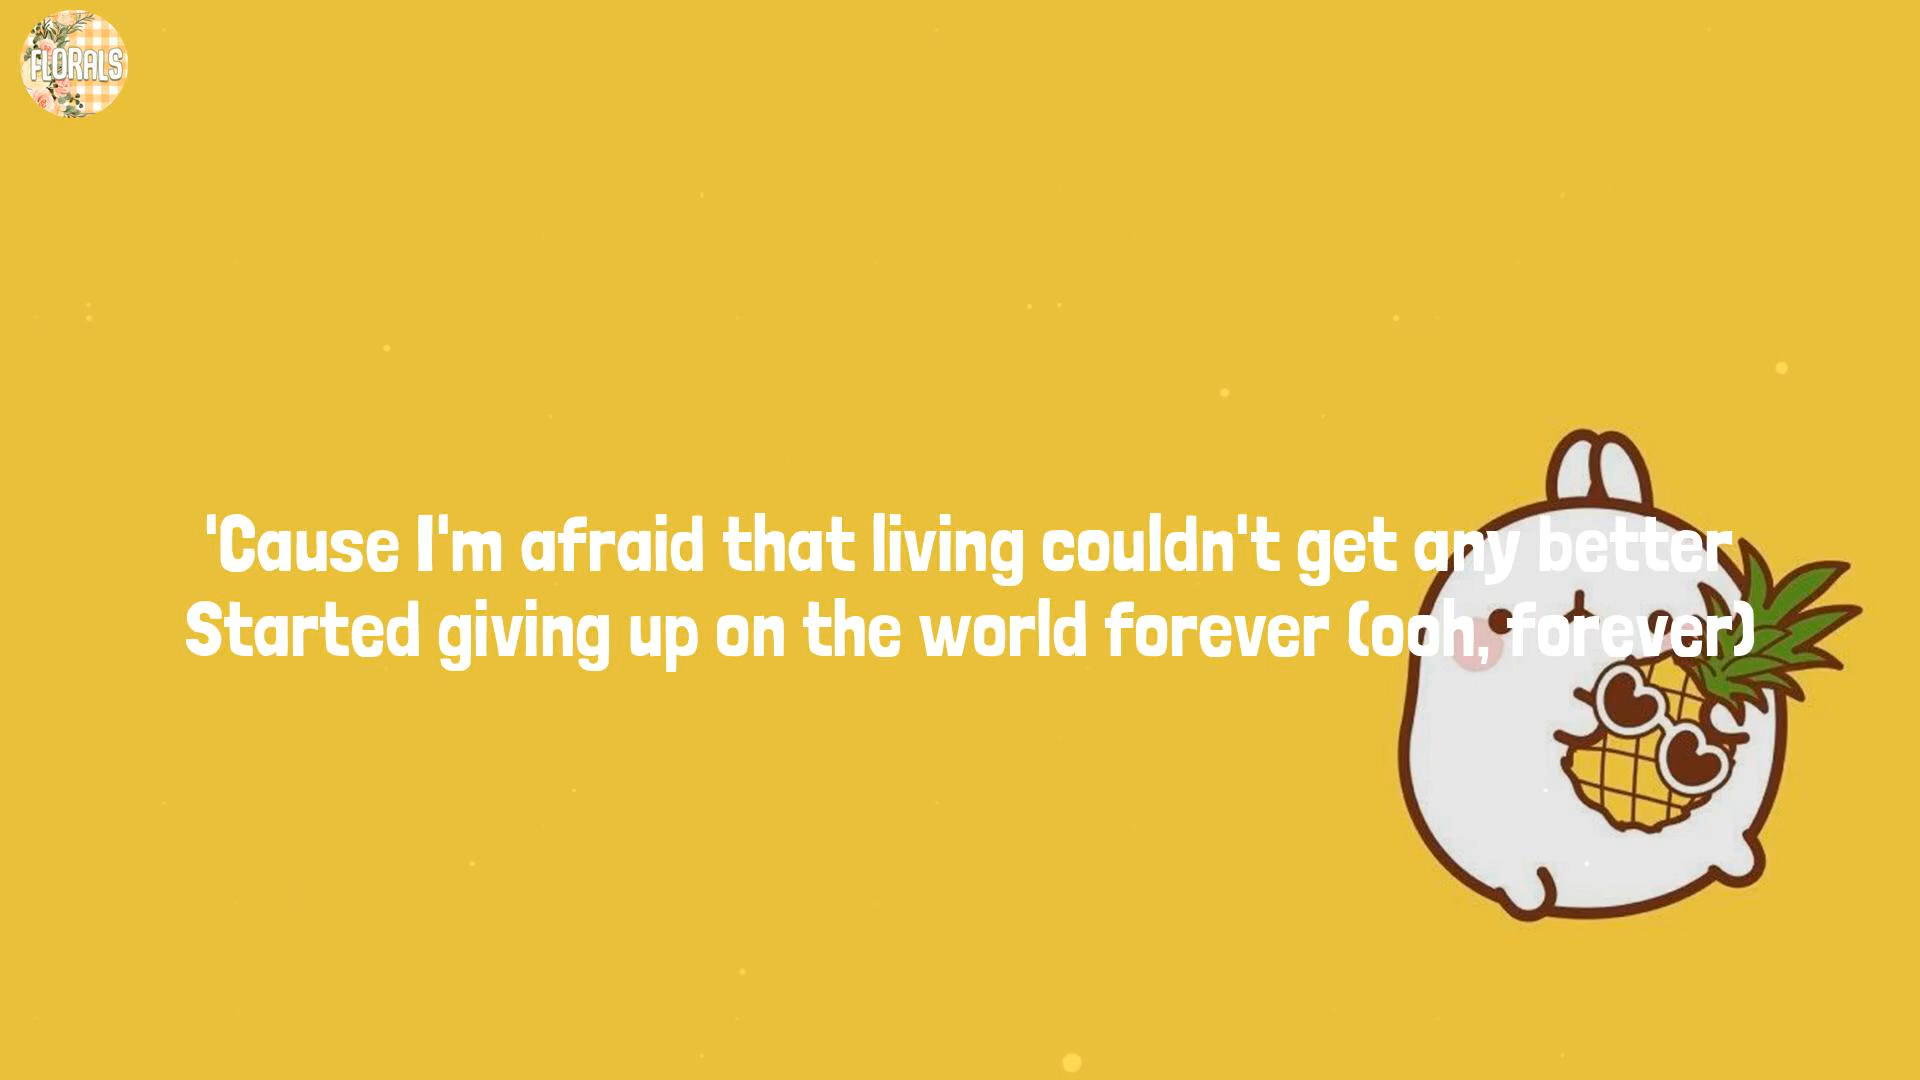 FLORALS
'Cause I'm afraid that living couldn't get any better
Started giving up on the world forever (ooh, forever)